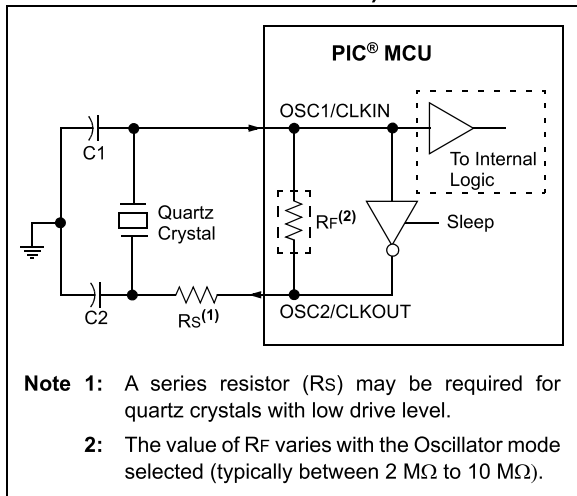 PIC® MCU
OSC1/CLKIN
C1
To Internal
Logic
Quartz
Crystal
RF(2)
Sleep
C2
RS(1)
OSC2/CLKOUT
Note 1: A series resistor (RS) may be required for
quartz crystals with low drive level.
2: The value of RF varies with the Oscillator mode
selected (typically between 2 MΩ to 10 MΩ).